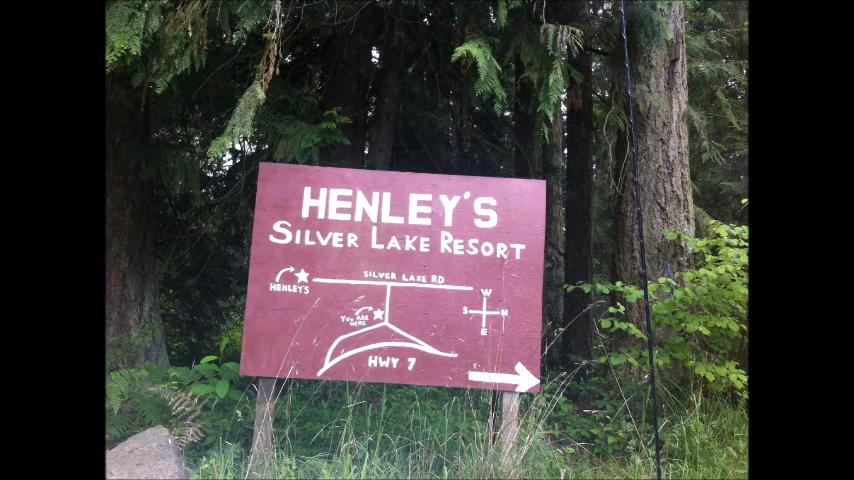 HENLEY'S
SILVER LAKE RESORT
SILVER LAKE RD
HENLEY'S
W
S N
E
YOU ARE
HERE
HWY 7